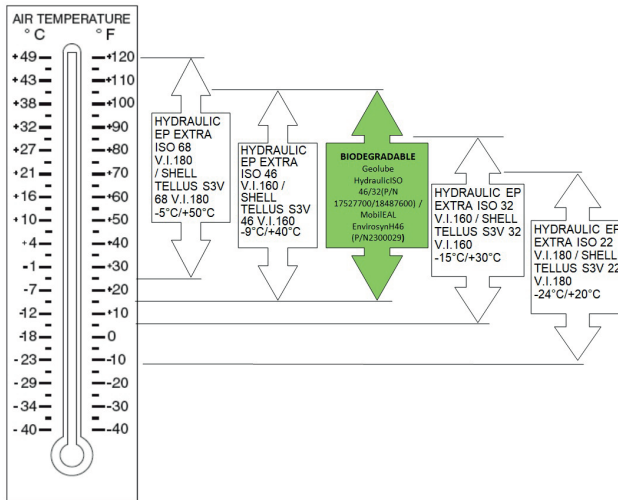 AIR TEMPERATURE
° C ° F
+49 +120
+43 +110
+38 +100
+32 +90
+27 +80
+21 +70
+16 +60
+10 +50
+4 +40
-1 +30
-7 +20
-12 +10
-18 0
-23 -10
-29 -20
-34 -30
-40 -40
HYDRAULIC
EP EXTRA
ISO 68
V.I.180
/ SHELL
TELLUS S3V
68 V.I.180
-5°C/+50°C
HYDRAULIC
EP EXTRA
ISO 46
V.I.160 /
SHELL
TELLUS S3V
46 V.I.160
-9°C/+40°C
BIODEGRADABLE
Geolube
HydraulicISO
46/32(P/N
17527700/18487600) /
MobilEAL
EnvirosynH46
(P/N2300029)
HYDRAULIC EP
EXTRA ISO 32
V.I.160 / SHELL
TELLUS S3V 32
V.I.160
-15°C/+30°C
HYDRAULIC EP
EXTRA ISO 22
V.I.180 / SHELL
TELLUS S3V 22
V.I.180
-24°C/+20°C